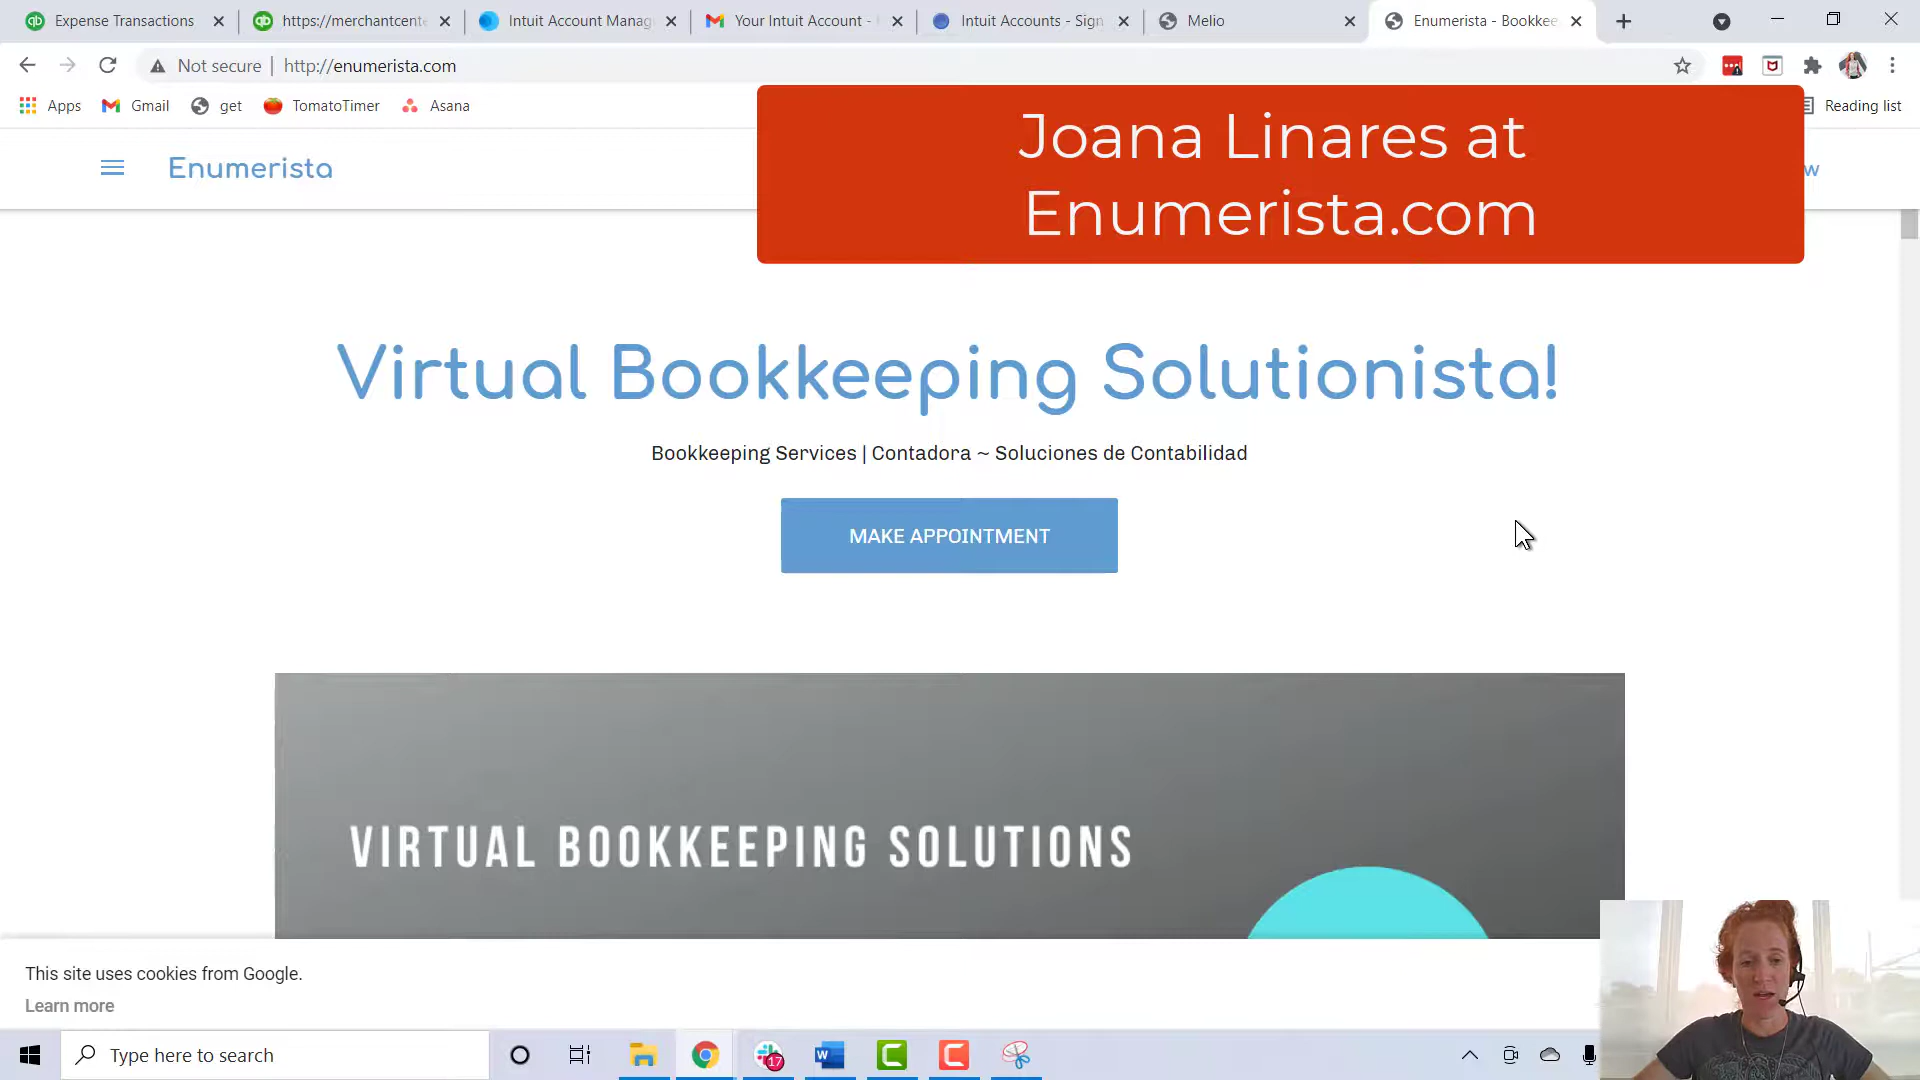 Expense Transactions
https://merchantcente
Intuit Account Manag
Your Intuit Account -
Intuit Accounts - Sign
Melio
Enumerista - Bookkee
Not secure | http://enumerista.com
Apps
Gmail
get
TomatoTimer
Asana
Reading list
Enumerista
Joana Linares at
Enumerista.com
w
Virtual Bookkeeping Solutionista!
Bookkeeping Services | Contadora ~ Soluciones de Contabilidad
MAKE APPOINTMENT
VIRTUAL BOOKKEEPING SOLUTIONS
This site uses cookies from Google.
Learn more
Type here to search
17